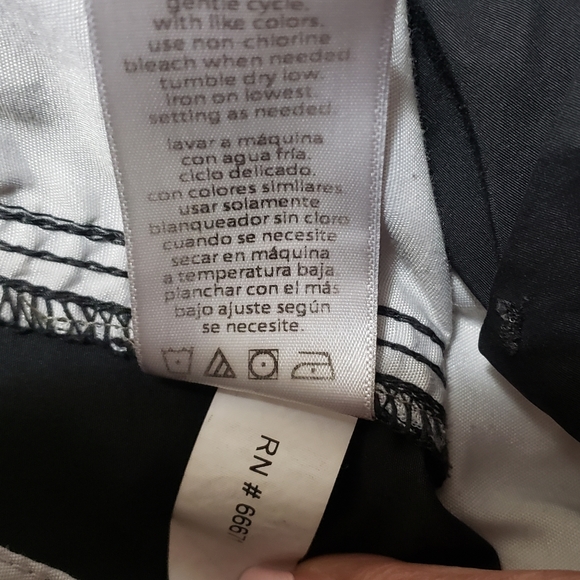 gentle cycle.
with like colors.
use non-chlorine
bleach when needed.
tumble dry low.
iron on lowest
setting as needed.
lavar a máquina
con agua fría.
ciclo delicado.
con colores similares.
usar solamente
blanqueador sin cloro
cuando se necesite
secar en máquina
a temperatura baja.
planchar con el más
bajo ajuste según
se necesite.
RN # 6667